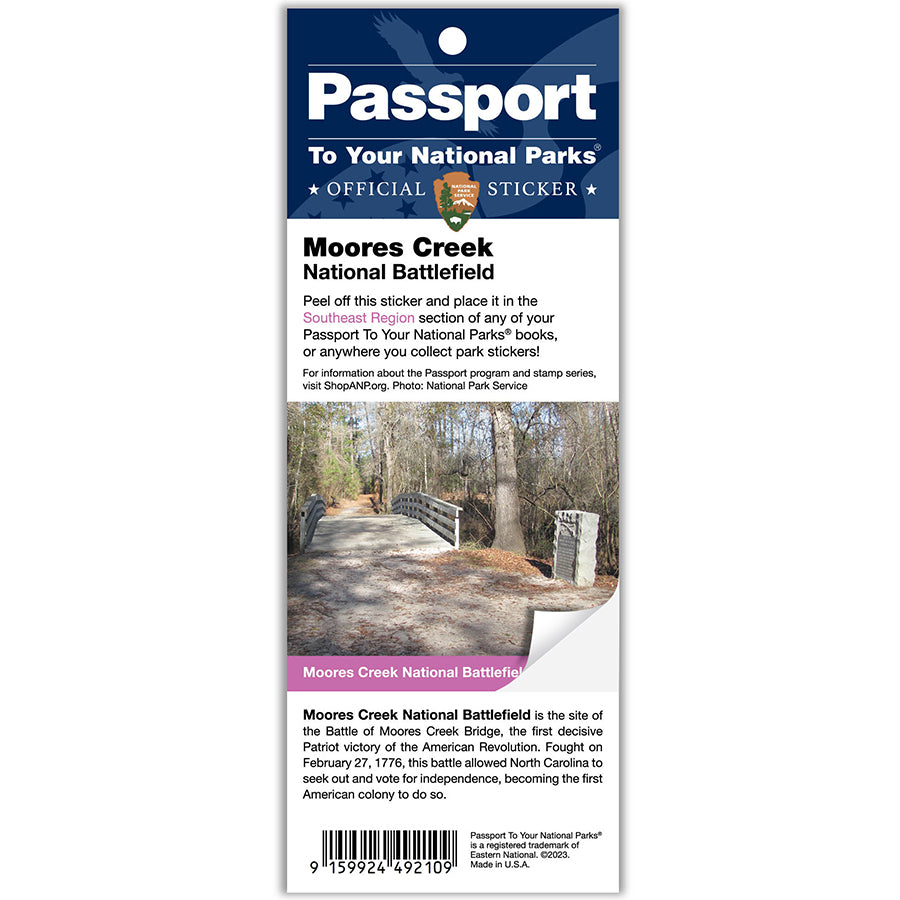 Passport
To Your National Parks®
★ OFFICIAL STICKER ★
NATIONAL
PARK
SERVICE
Moores Creek
National Battlefield
Peel off this sticker and place it in the
Southeast Region section of any of your
Passport To Your National Parks® books,
or anywhere you collect park stickers!
For information about the Passport program and stamp series,
visit ShopANP.org. Photo: National Park Service
Moores Creek National Battlefiel
Moores Creek National Battlefield is the site of
the Battle of Moores Creek Bridge, the first decisive
Patriot victory of the American Revolution. Fought on
February 27, 1776, this battle allowed North Carolina to
seek out and vote for independence, becoming the first
American colony to do so.
9 159924 492109
Passport To Your National Parks®
is a registered trademark of
Eastern National. ©2023.
Made in U.S.A.